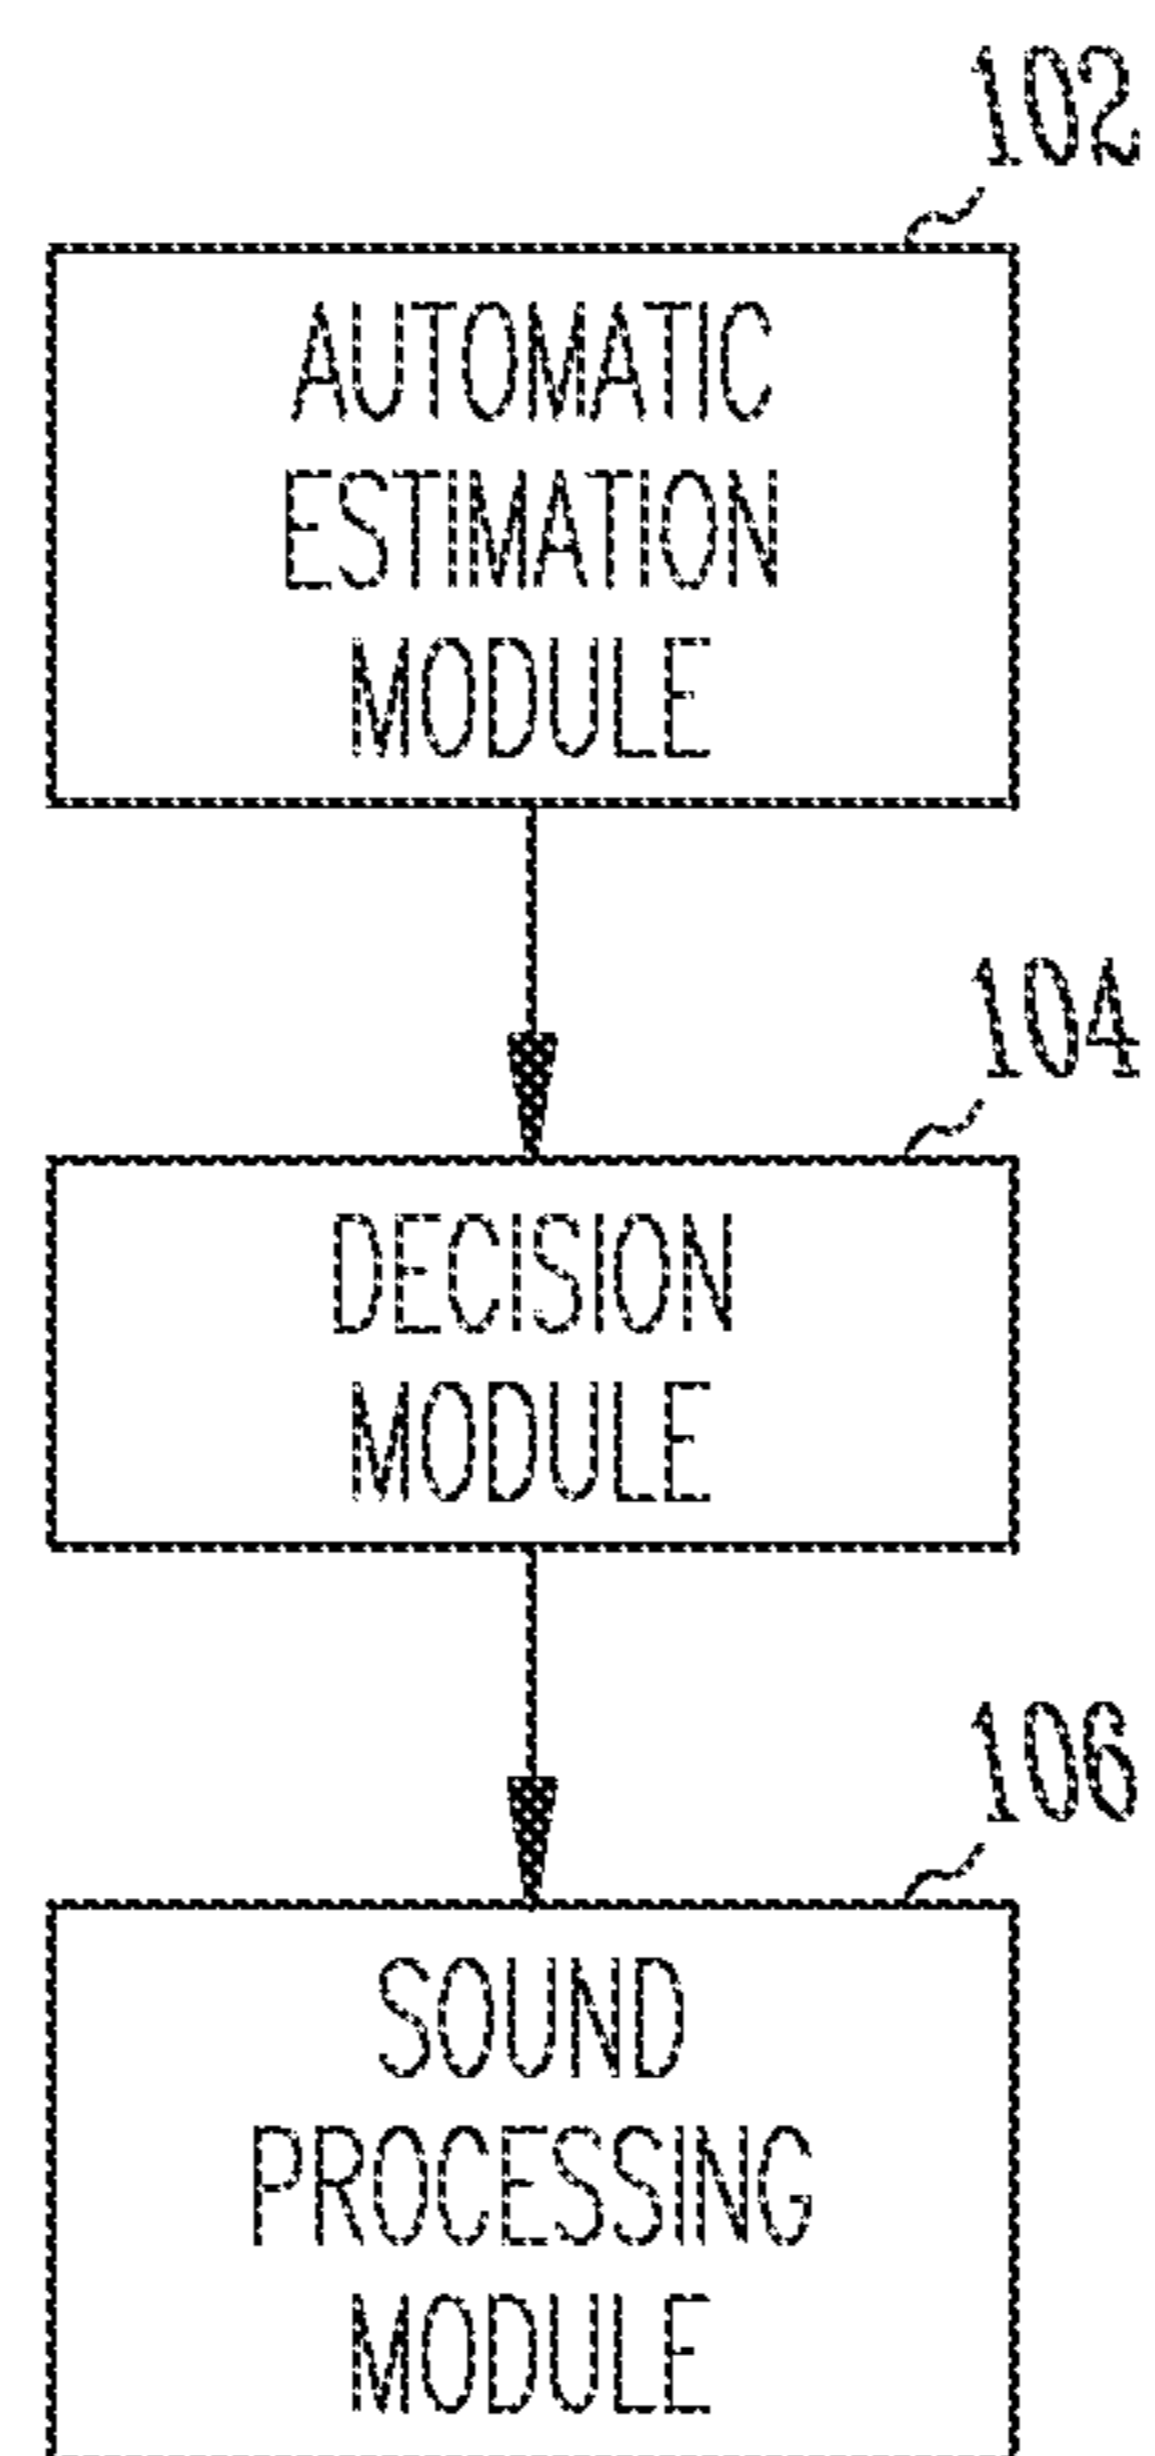 102
AUTOMATIC
ESTIMATION
MODULE
104
DECISION
MODULE
106
SOUND
PROCESSING
MODULE